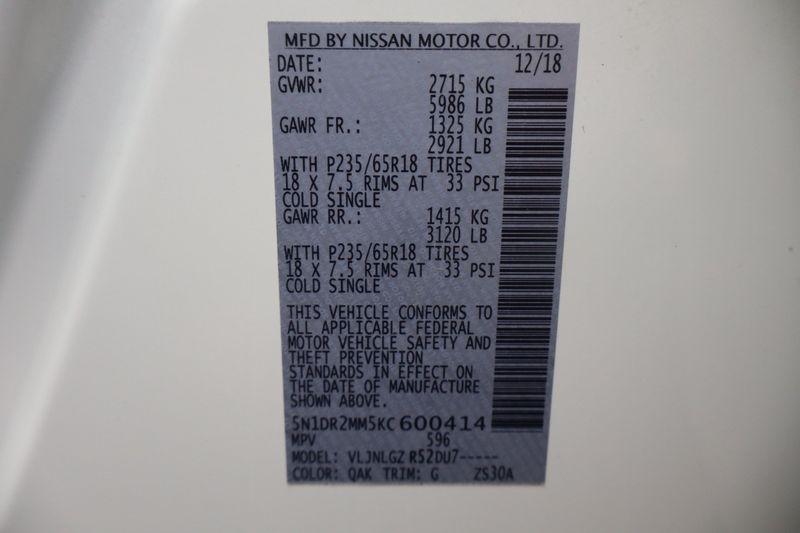 MFD BY NISSAN MOTOR CO., LTD.
DATE: 12/18
GVWR: 2715 KG
5986 LB
GAWR FR.: 1325 KG
2921 LB
WITH P235/65R18 TIRES
18 X 7.5 RIMS AT 33 PSI
COLD SINGLE
GAWR RR.: 1415 KG
3120 LB
WITH P235/65R18 TIRES
18 X 7.5 RIMS AT 33 PSI
COLD SINGLE
THIS VEHICLE CONFORMS TO
ALL APPLICABLE FEDERAL
MOTOR VEHICLE SAFETY AND
THEFT PREVENTION
STANDARDS IN EFFECT ON
THE DATE OF MANUFACTURE
SHOWN ABOVE.
5N1DR2MM5KC600414
MPV 596
MODEL: VLJNLGZ R52DU7-----
COLOR: QAK TRIM: G ZS30A